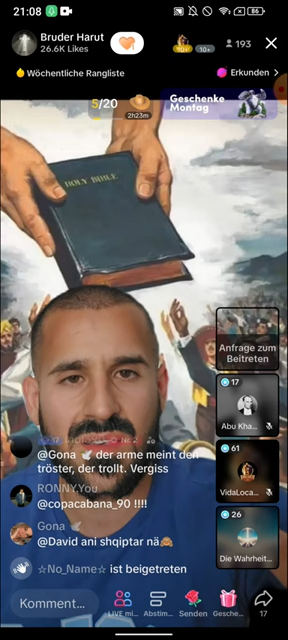 21:08
86
Bruder Harut
26.6K Likes
10+
193
Wöchentliche Rangliste
Erkunden >
5/20
2h23m
Geschenke
Montag
HOLY BIBLE
Anfrage zum
Beitreten
17
Abu Kha...
61
VidaLoca...
26
Die Wahrheit...
@Gona 🕊 der arme meint den
tröster, der trollt. Vergiss
RONNY.You
@copacabana_90 !!!!
Gona 🕊
@David ani shqiptar nä🙈
☆No_Name☆ ist beigetreten
Komment...
LIVE mi...
Abstim...
Senden
Gesche...
17